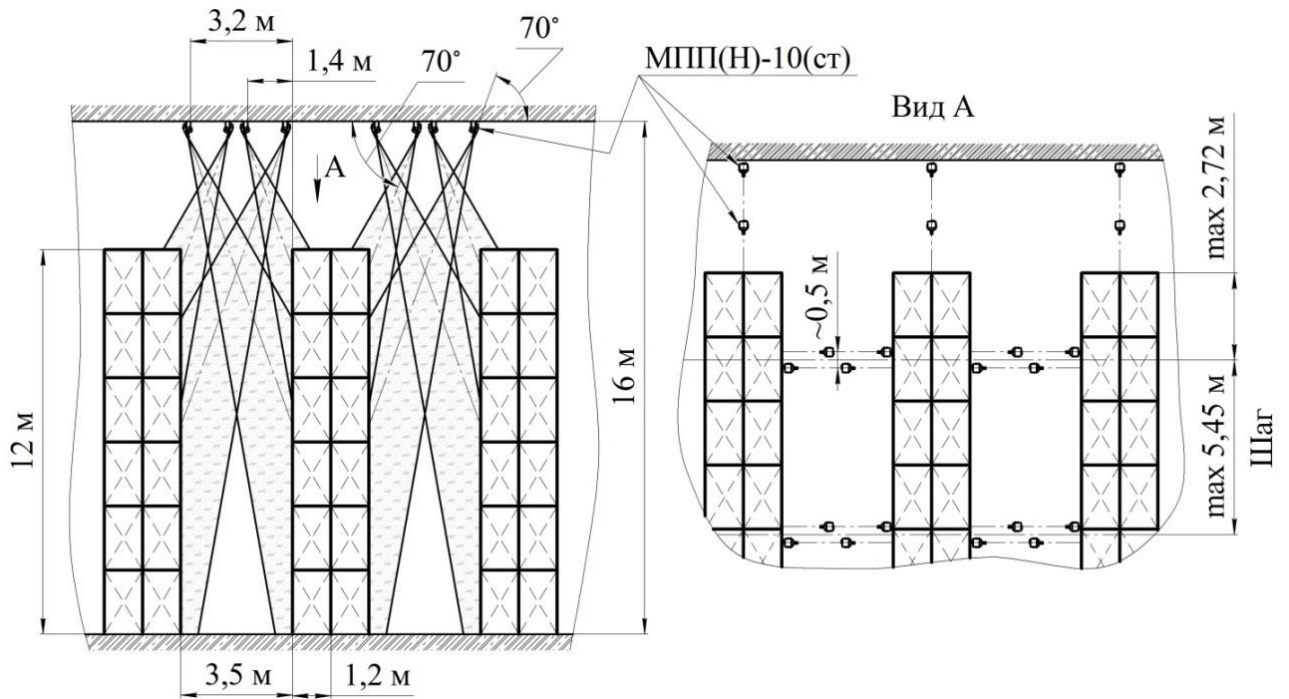 3,2 м
1,4 м
70°
70°
МПП(Н)-10(ст)
А
12 м
16 м
3,5 м
1,2 м
Вид А
~0,5 м
max 2,72 м
max 5,45 м
Шаг